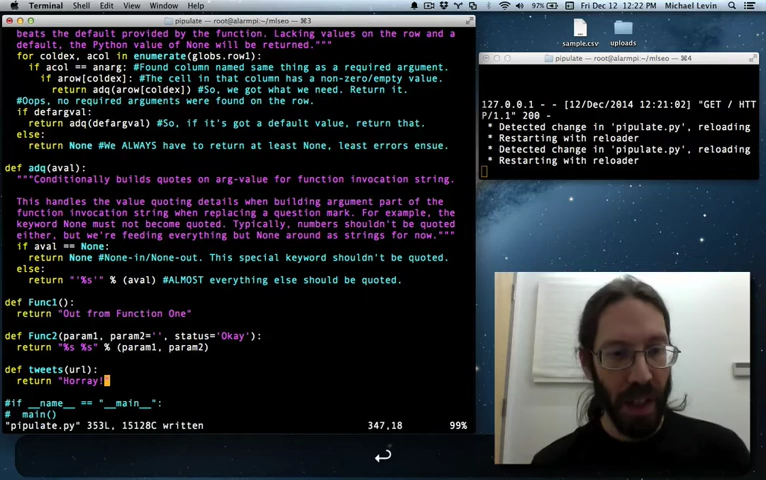 Terminal Shell Edit View Window Help
97% Fri Dec 12 12:22 PM Michael Levin
pipulate — root@alarmpi:~/mlseo — ⌘3
beats the default provided by the function. Lacking values on the row and a
default, the Python value of None will be returned."""
for coldex, acol in enumerate(globs.row1):
if acol == anarg: #Found column named same thing as a required argument.
if arow[coldex]: #The cell in that column has a non-zero/empty value.
return adq(arow[coldex]) #So, we got what we need. Return it.
#Oops, no required arguments were found on the row.
if defargval:
return adq(defargval) #So, if it's got a default value, return that.
else:
return None #We ALWAYS have to return at least None, least errors ensue.
def adq(aval):
"""Conditionally builds quotes on arg-value for function invocation string.
This handles the value quoting details when building argument part of the
function invocation string when replacing a question mark. For example, the
keyword None must not become quoted. Typically, numbers shouldn't be quoted
either, but we're feeding everything but None around as strings for now."""
if aval == None:
return None #None-in/None-out. This special keyword shouldn't be quoted.
else:
return "'%s'" % (aval) #ALMOST everything else should be quoted.
def Func1():
return "Out from Function One"
def Func2(param1, param2='', status='Okay'):
return "%s %s" % (param1, param2)
def tweets(url):
return "Horray!"
#if __name__ == "__main__":
# main()
"pipulate.py" 353L, 15128C written 347,18 99%
sample.csv uploads
pipulate — root@alarmpi:~/mlseo — ⌘4
127.0.0.1 - - [12/Dec/2014 12:21:02] "GET / HTT
P/1.1" 200 -
* Detected change in 'pipulate.py', reloading
* Restarting with reloader
* Detected change in 'pipulate.py', reloading
* Restarting with reloader